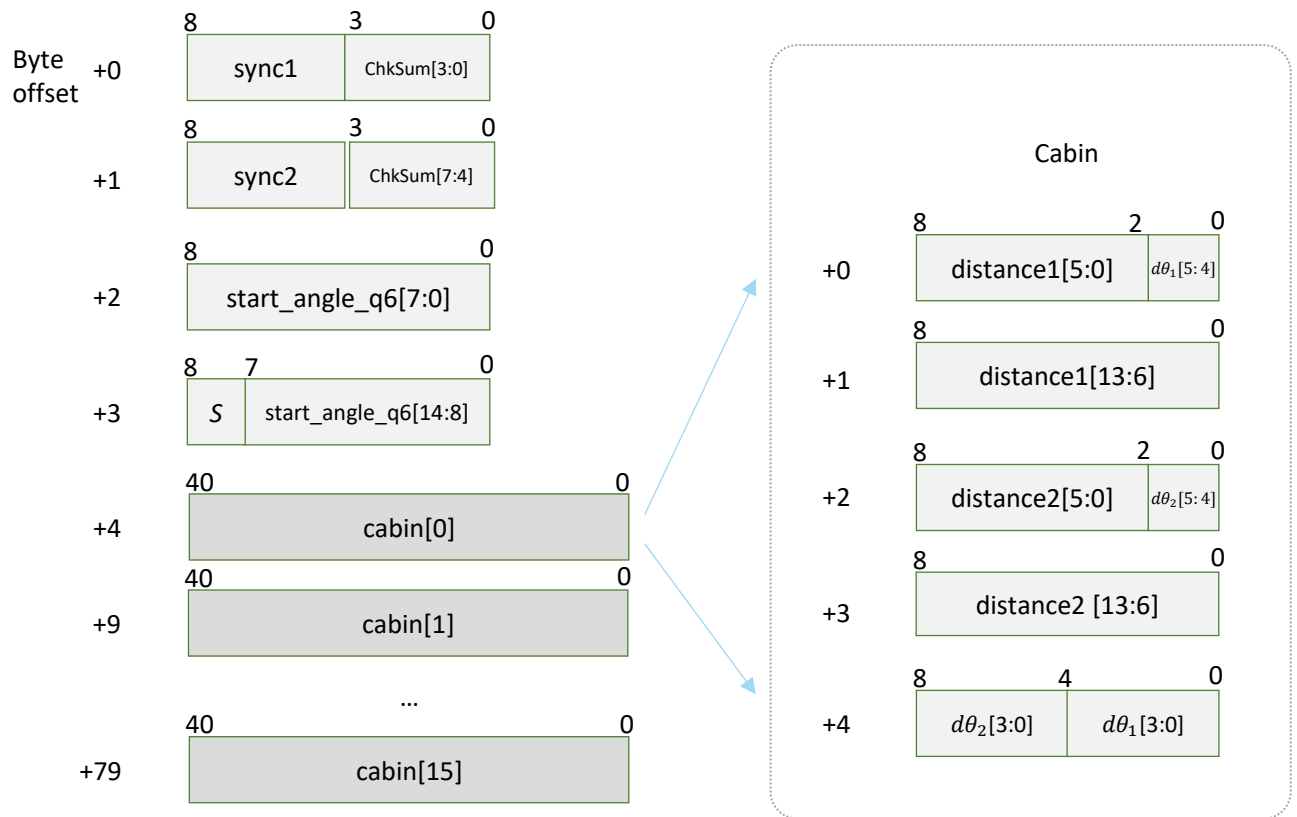 8 3 0
Byte offset
+0 sync1 ChkSum[3:0]
8 3 0
+1 sync2 ChkSum[7:4]
8 0
+2 start_angle_q6[7:0]
8 7 0
+3 S start_angle_q6[14:8]
40 0
+4 cabin[0]
40 0
+9 cabin[1]
...
40 0
+79 cabin[15]
Cabin
8 2 0
+0 distance1[5:0] dθ₁[5:4]
8 0
+1 distance1[13:6]
8 2 0
+2 distance2[5:0] dθ₂[5:4]
8 0
+3 distance2 [13:6]
8 4 0
+4 dθ₂[3:0] dθ₁[3:0]